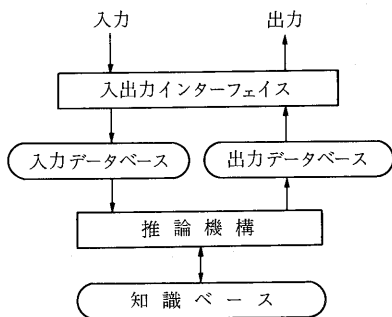 入力 出力
入出力インターフェイス
入力データベース 出力データベース
推論機構
知識ベース